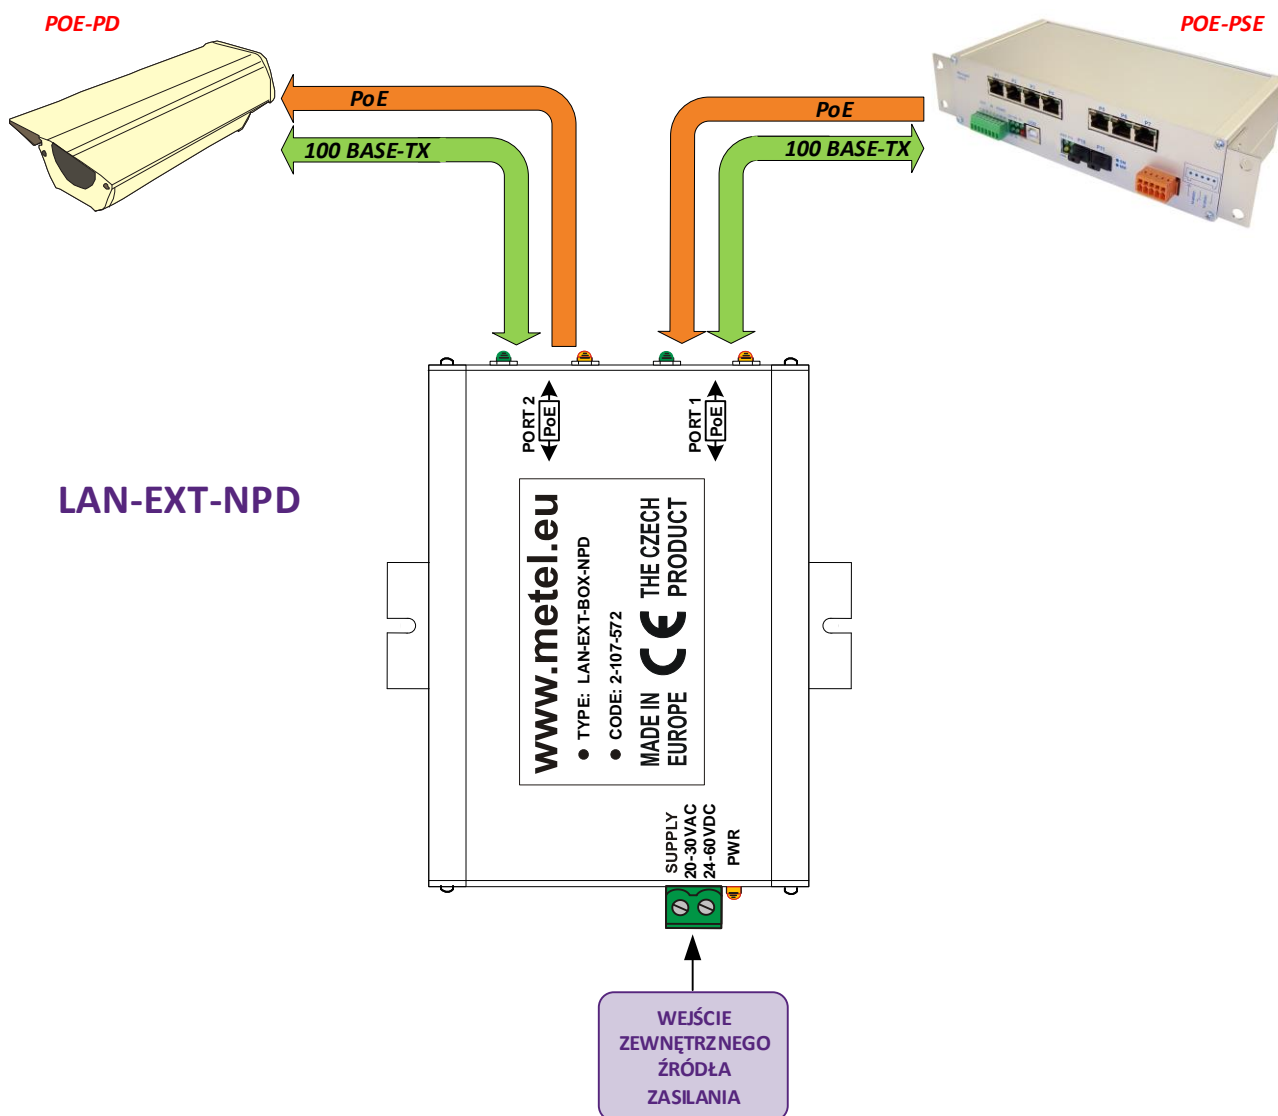 POE-PD
POE-PSE
PoE
100 BASE-TX
PoE
100 BASE-TX
PORT 2
PoE
PORT 1
PoE
LAN-EXT-NPD
www.metel.eu
● TYPE: LAN-EXT-BOX-NPD
● CODE: 2-107-572
MADE IN
EUROPE
CE
THE CZECH
PRODUCT
SUPPLY
20-30VAC
24-60VDC
PWR
WEJŚCIE
ZEWNĘTRZNEGO
ŹRÓDŁA
ZASILANIA